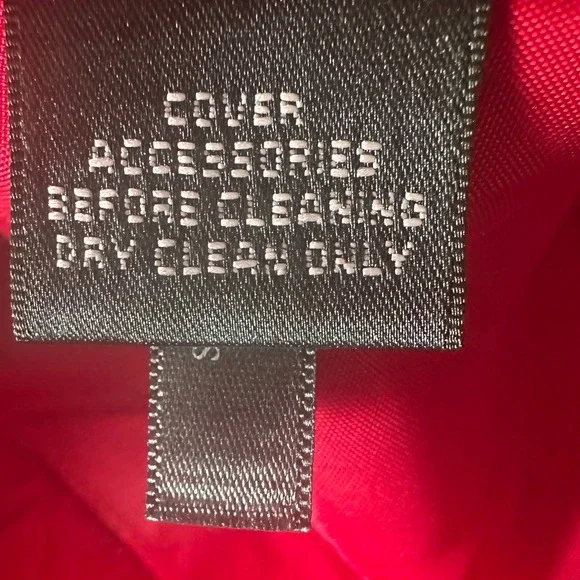 COVER
ACCESSORIES
BEFORE CLEANING
DRY CLEAN ONLY
S